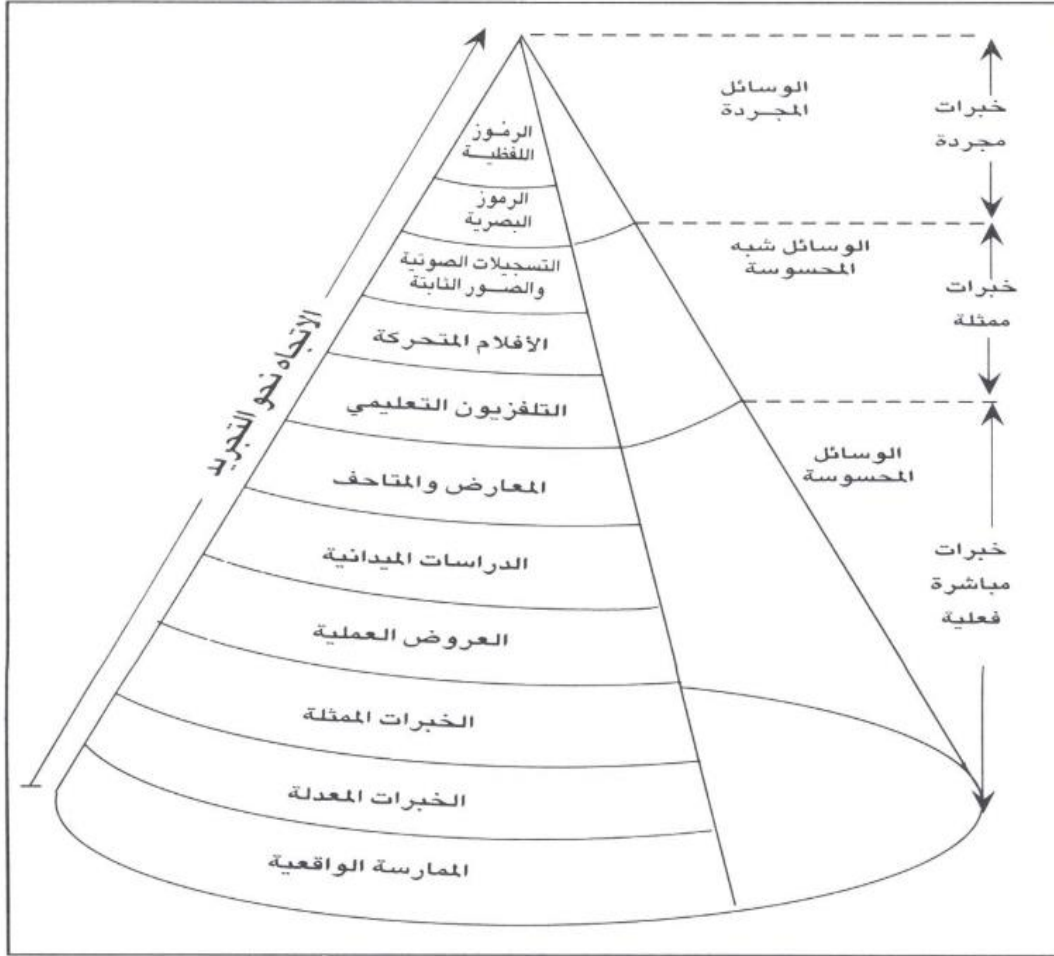 الوسائل
المجردة
خبرات
مجردة
الرموز
اللفظية
الرموز
البصرية
الوسائل شبه
المحسوسة
خبرات
ممثلة
التسجيلات الصوتية
والصور الثابتة
الأفلام المتحركة
التلفزيون التعليمي
الوسائل
المحسوسة
المعارض والمتاحف
الدراسات الميدانية
خبرات
مباشرة
فعلية
العروض العملية
الخبرات الممثلة
الخبرات المعدلة
الممارسة الواقعية
الاتجاه نحو التجريد